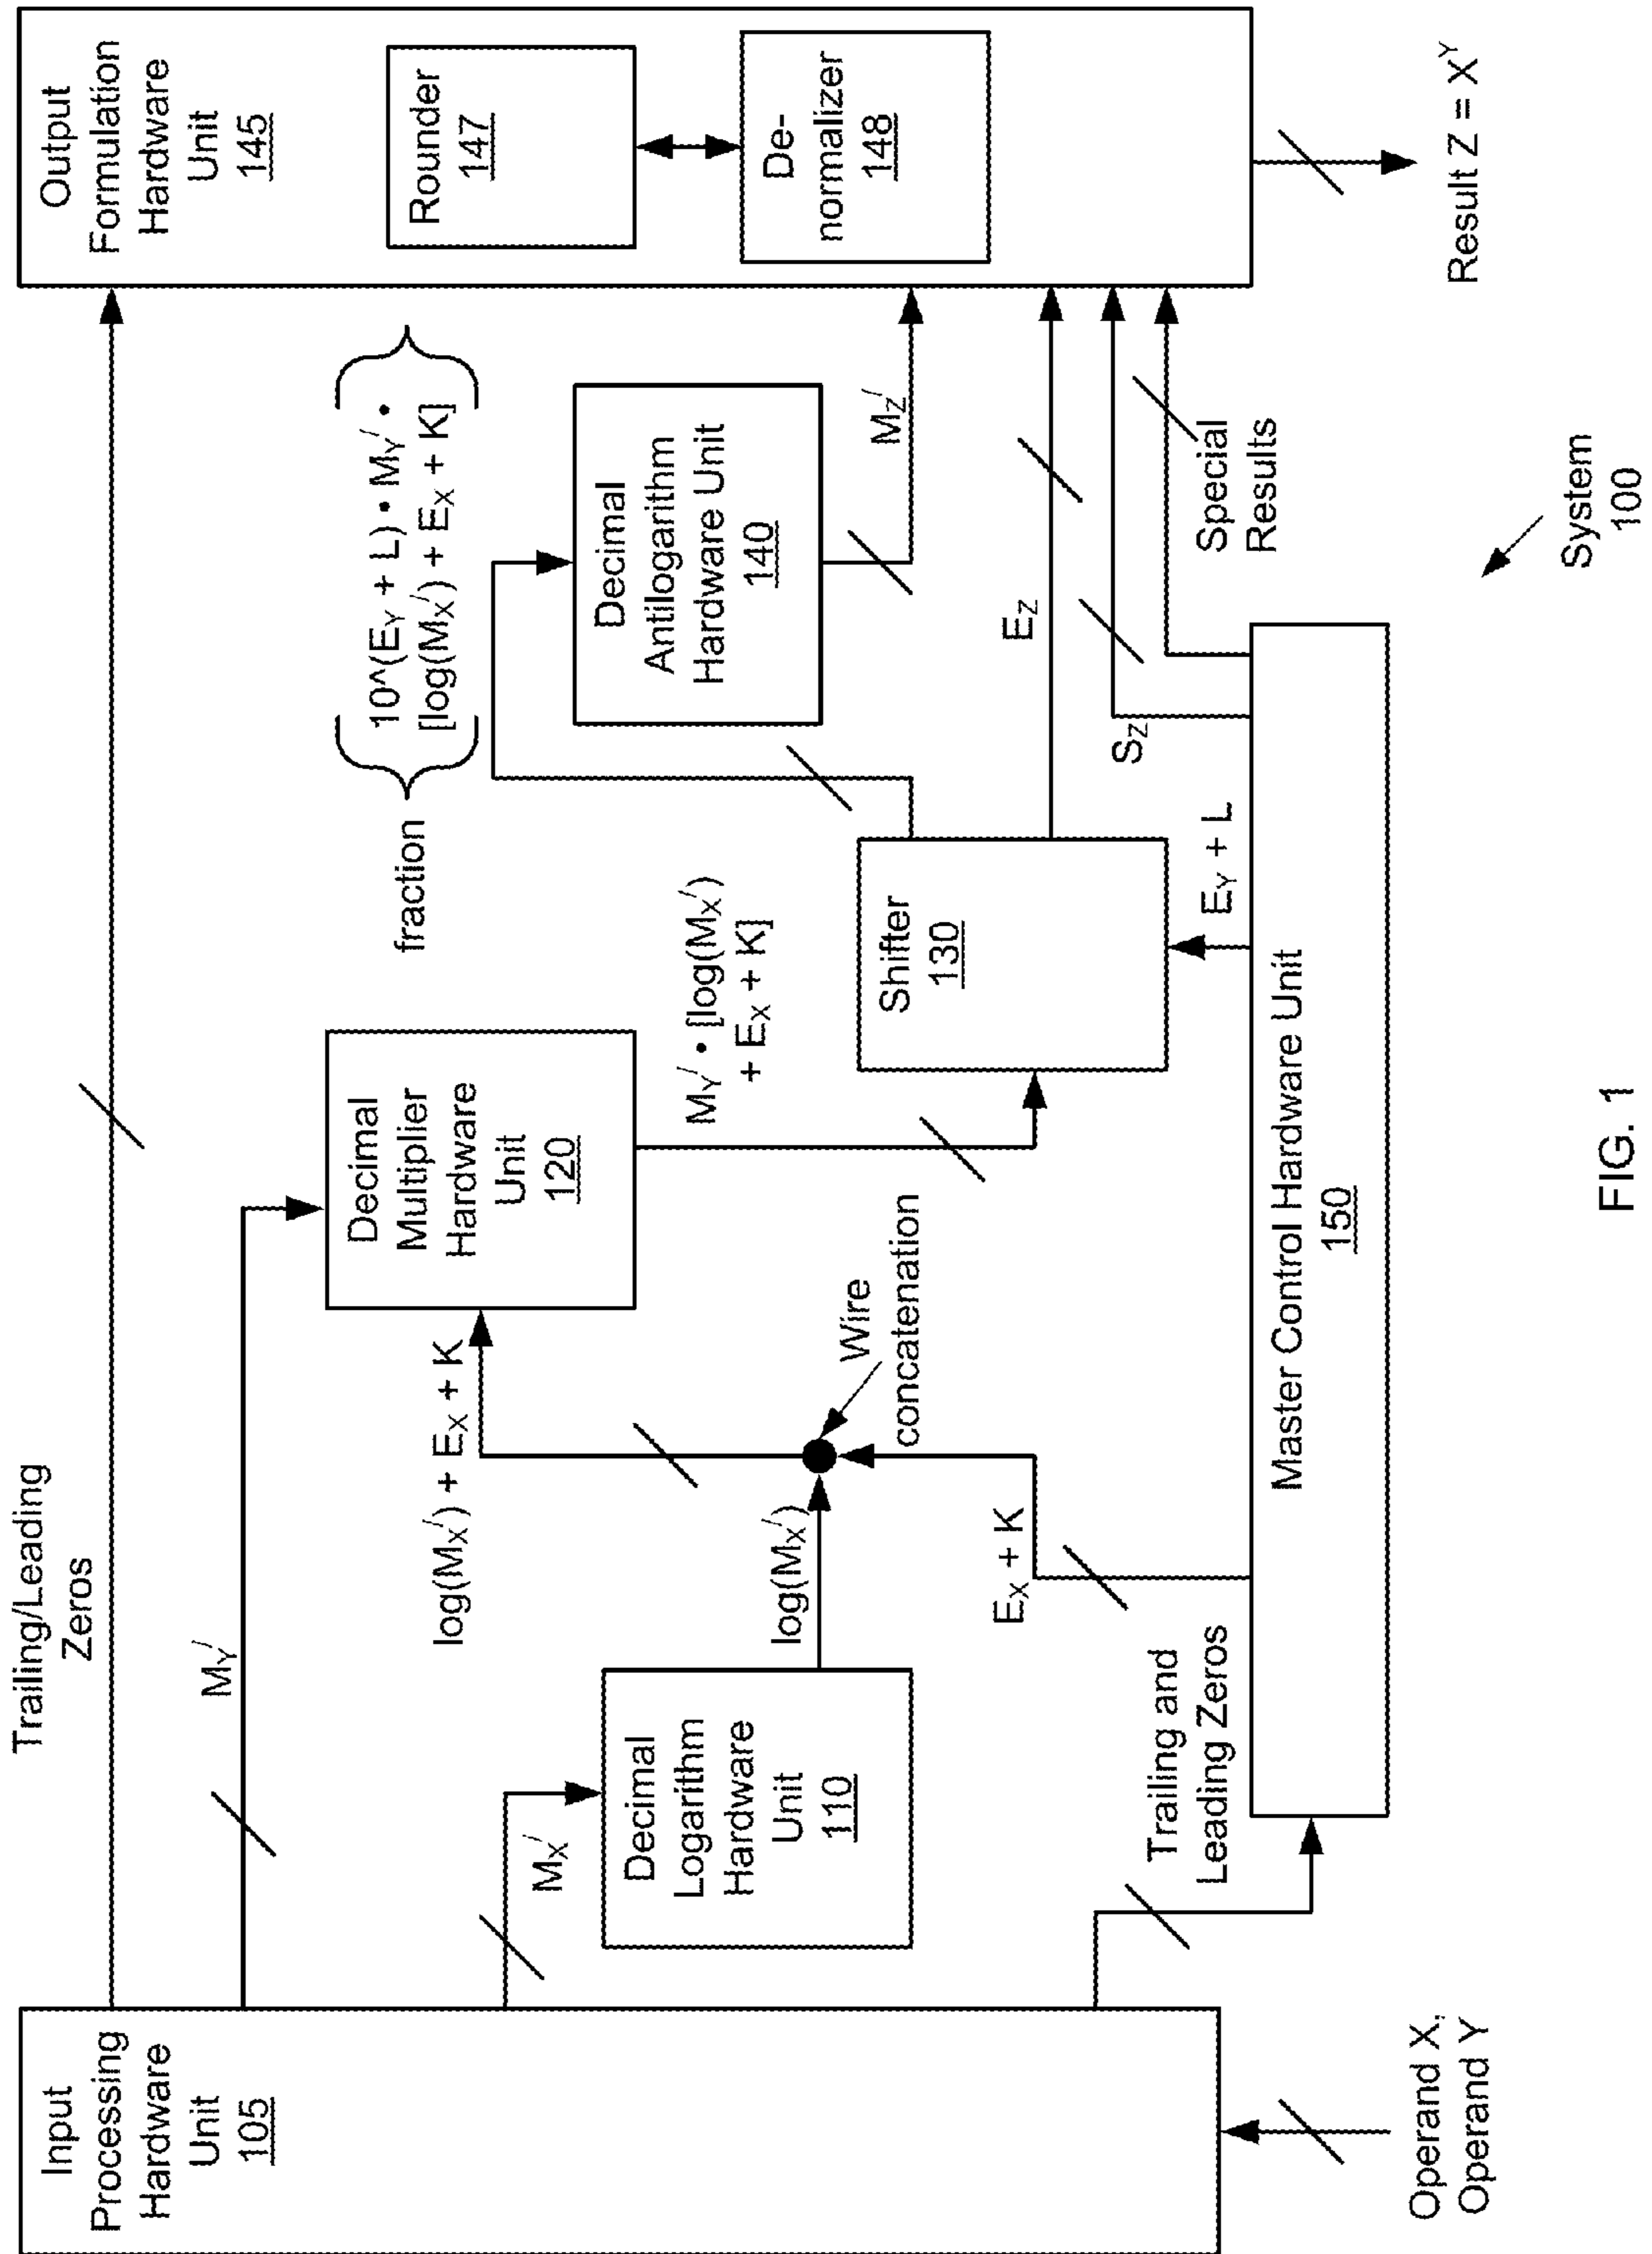 Input
Processing
Hardware
Unit
105
Operand X,
Operand Y
Trailing/Leading
Zeros
M_Y'
M_X'
Decimal
Logarithm
Hardware
Unit
110
Trailing and
Leading Zeros
log(M_X')
E_X + K
Wire
concatenation
log(M_X') + E_X + K
Decimal
Multiplier
Hardware
Unit
120
M_Y' • [log(M_X')
+ E_X + K]
Shifter
130
E_Y + L
fraction
10^(E_Y + L) • M_Y' •
[log(M_X') + E_X + K]
Decimal
Antilogarithm
Hardware Unit
140
M_Z'
E_Z
S_Z
Special
Results
Master Control Hardware Unit
150
Output
Formulation
Hardware
Unit
145
Rounder
147
De-
normalizer
148
Result Z = X^Y
System
100
FIG. 1